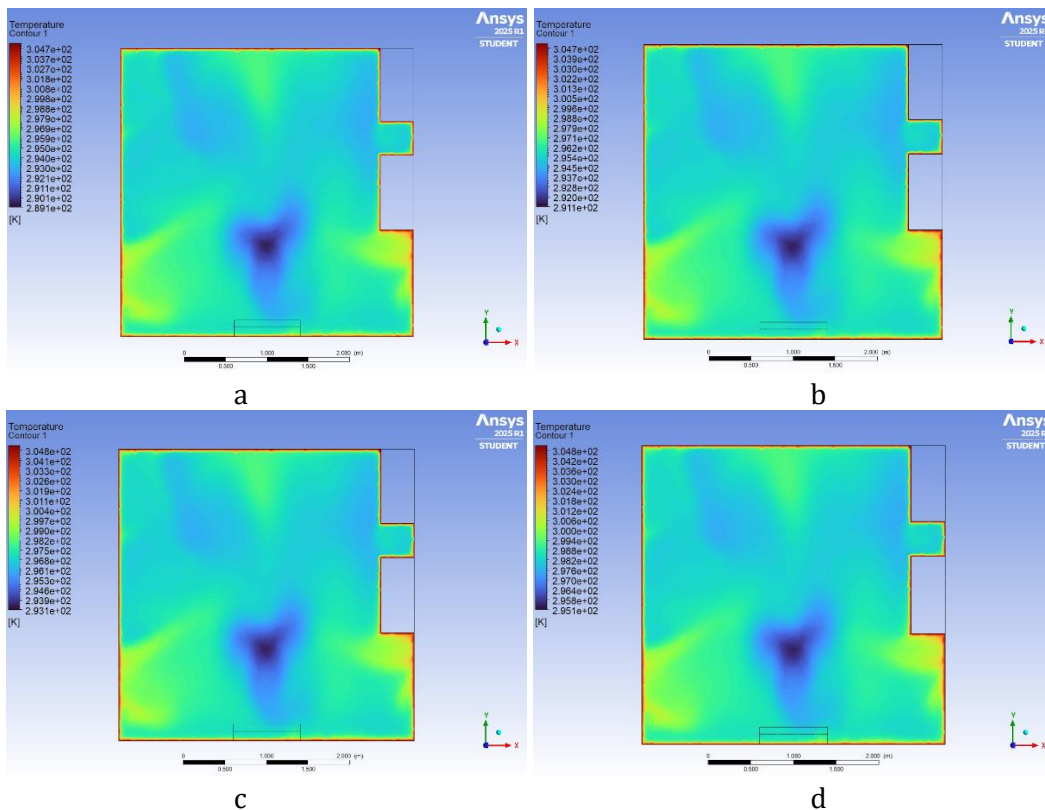 Temperature
Contour 1
3.047e+02
3.037e+02
3.027e+02
3.018e+02
3.008e+02
2.998e+02
2.988e+02
2.979e+02
2.969e+02
2.959e+02
2.950e+02
2.940e+02
2.930e+02
2.921e+02
2.911e+02
2.901e+02
2.891e+02
[K]
Ansys
2025 R1
STUDENT
0
1.000
2.000 (m)
0.500
1.500
Y
X
a
Temperature
Contour 1
3.047e+02
3.039e+02
3.030e+02
3.022e+02
3.013e+02
3.005e+02
2.996e+02
2.988e+02
2.979e+02
2.971e+02
2.962e+02
2.954e+02
2.945e+02
2.937e+02
2.928e+02
2.920e+02
2.911e+02
[K]
Ansys
2025 R1
STUDENT
0
1.000
2.000 (m)
0.500
1.500
Y
X
b
Temperature
Contour 1
3.048e+02
3.041e+02
3.033e+02
3.026e+02
3.019e+02
3.011e+02
3.004e+02
2.997e+02
2.990e+02
2.982e+02
2.975e+02
2.968e+02
2.961e+02
2.953e+02
2.946e+02
2.939e+02
2.931e+02
[K]
Ansys
2025 R1
STUDENT
0
1.000
2.000 (m)
0.500
1.500
Y
X
c
Temperature
Contour 1
3.048e+02
3.042e+02
3.036e+02
3.030e+02
3.024e+02
3.018e+02
3.012e+02
3.006e+02
3.000e+02
2.994e+02
2.988e+02
2.982e+02
2.976e+02
2.970e+02
2.964e+02
2.958e+02
2.951e+02
[K]
Ansys
2025 R1
STUDENT
0
1.000
2.000 (m)
0.500
1.500
Y
X
d